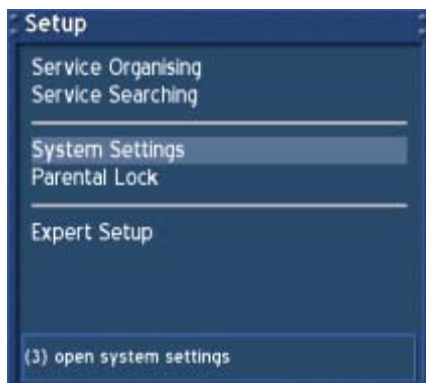 Setup
Service Organising
Service Searching
System Settings
Parental Lock
Expert Setup
(3) open system settings